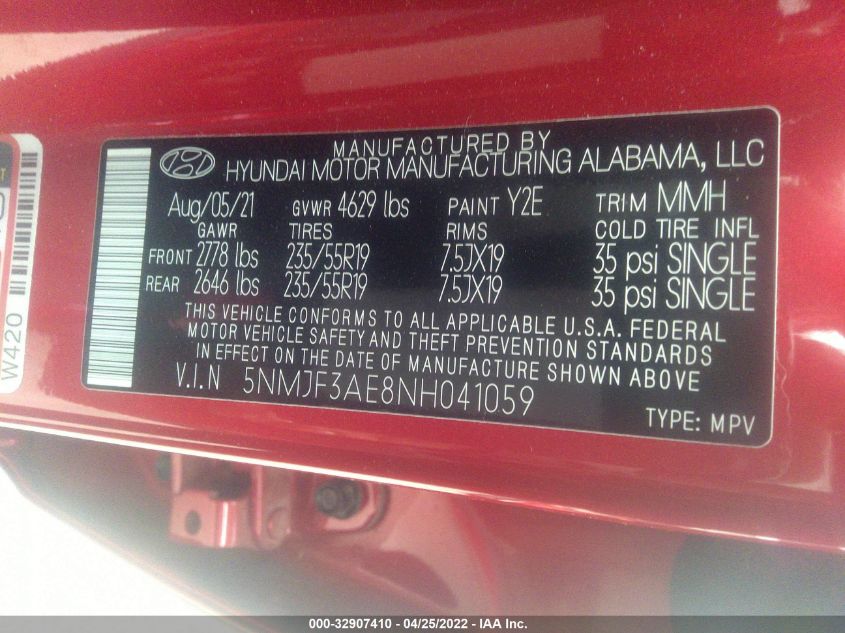 MANUFACTURED BY
HYUNDAI MOTOR MANUFACTURING ALABAMA, LLC
Aug/05/21 GVWR 4629 lbs PAINT Y2E TRIM MMH
GAWR TIRES RIMS COLD TIRE INFL
FRONT 2778 lbs 235/55R19 7.5JX19 35 psi SINGLE
REAR 2646 lbs 235/55R19 7.5JX19 35 psi SINGLE
THIS VEHICLE CONFORMS TO ALL APPLICABLE U.S.A. FEDERAL
MOTOR VEHICLE SAFETY AND THEFT PREVENTION STANDARDS
IN EFFECT ON THE DATE OF MANUFACTURE SHOWN ABOVE
V.I.N 5NMJF3AE8NH041059
TYPE: MPV
W420
000-32907410 - 04/25/2022 - IAA Inc.